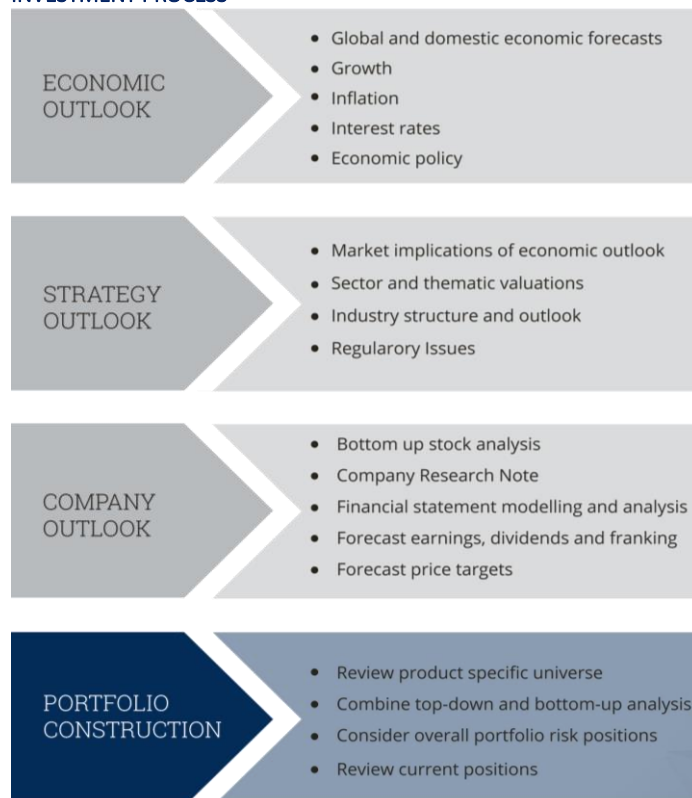 INVESTMENT PROCESS
ECONOMIC
OUTLOOK
• Global and domestic economic forecasts
• Growth
• Inflation
• Interest rates
• Economic policy
STRATEGY
OUTLOOK
• Market implications of economic outlook
• Sector and thematic valuations
• Industry structure and outlook
• Regularory Issues
COMPANY
OUTLOOK
• Bottom up stock analysis
• Company Research Note
• Financial statement modelling and analysis
• Forecast earnings, dividends and franking
• Forecast price targets
PORTFOLIO
CONSTRUCTION
• Review product specific universe
• Combine top-down and bottom-up analysis
• Consider overall portfolio risk positions
• Review current positions